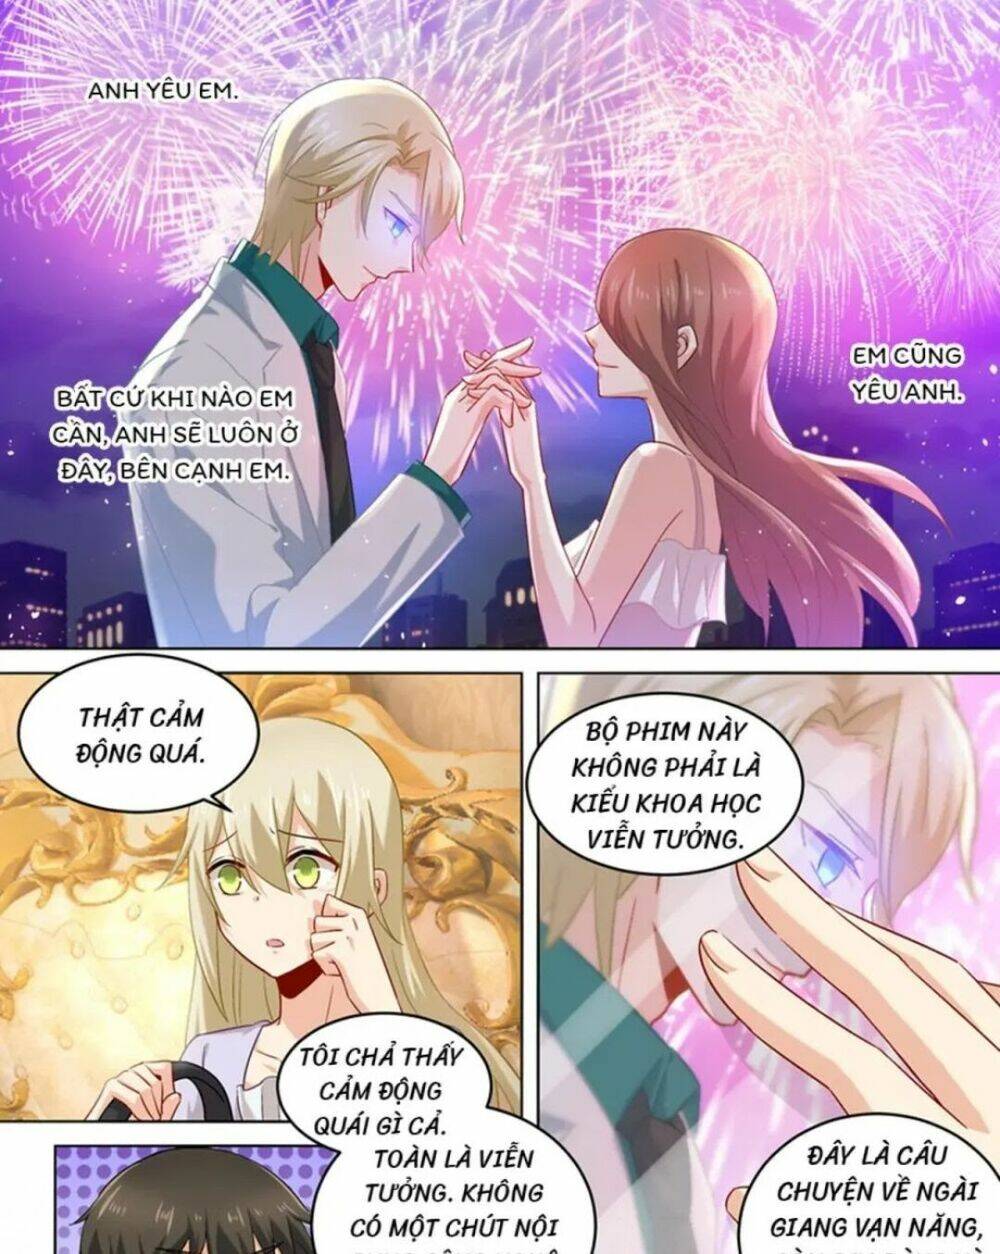 ANH YÊU EM.
BẤT CỨ KHI NÀO EM
CẦN, ANH SẼ LUÔN Ở
ĐÂY, BÊN CẠNH EM.
EM CŨNG
YÊU ANH.
THẬT CẢM
ĐỘNG QUÁ.
BỘ PHIM NÀY
KHÔNG PHẢI LÀ
KIỂU KHOA HỌC
VIỄN TƯỞNG.
TÔI CHẢ THẤY
CẢM ĐỘNG
QUÁI GÌ CẢ.
TOÀN LÀ VIỄN
TƯỞNG. KHÔNG
CÓ MỘT CHÚT NỘI
ĐÂY LÀ CÂU
CHUYỆN VỀ NGÀI
GIANG VẠN NĂNG,